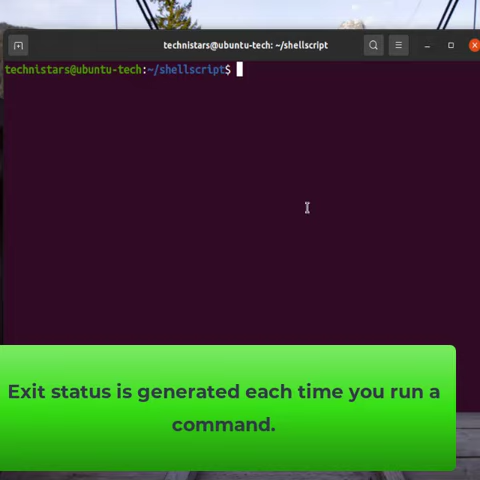 technistars@ubuntu-tech: ~/shellscript
technistars@ubuntu-tech:~/shellscript$
Exit status is generated each time you run a
command.